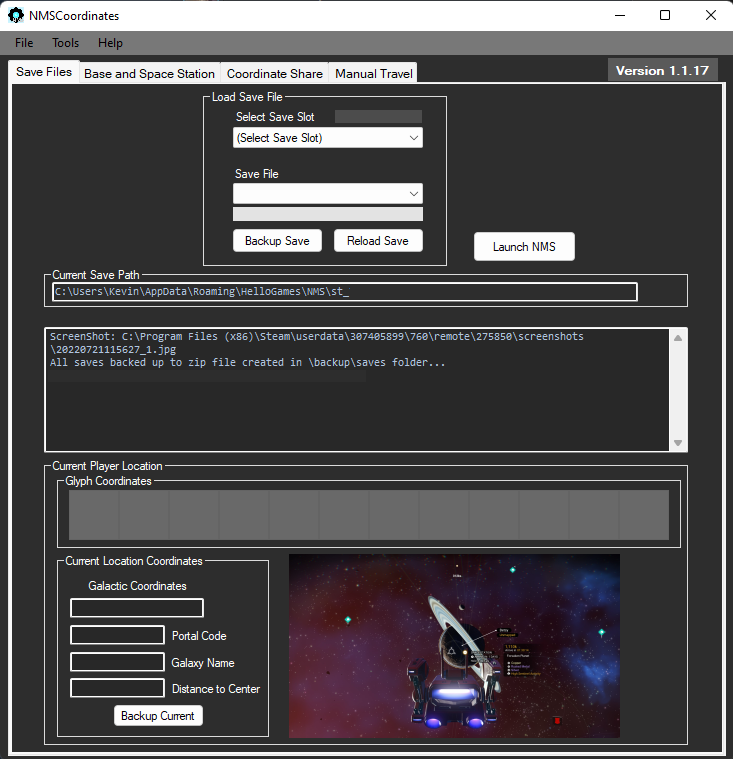 NMSCoordinates
File Tools Help
Save Files Base and Space Station Coordinate Share Manual Travel Version 1.1.17
Load Save File
Select Save Slot
(Select Save Slot)
Save File
Backup Save Reload Save
Launch NMS
Current Save Path
C:\Users\Kevin\AppData\Roaming\HelloGames\NMS\st_
ScreenShot: C:\Program Files (x86)\Steam\userdata\307405899\760\remote\275850\screenshots
\20220721115627_1.jpg
All saves backed up to zip file created in \backup\saves folder...
Current Player Location
Glyph Coordinates
Current Location Coordinates
Galactic Coordinates
Portal Code
Galaxy Name
Distance to Center
Backup Current